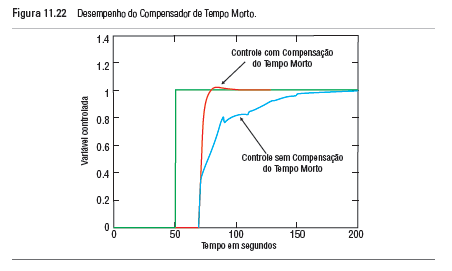 Figura 11.22 Desempenho do Compensador de Tempo Morto.
1.4
1.2
1
0.8
0.6
0.4
0.2
0
Variável controlada
Controle com Compensação
do Tempo Morto
Controle sem Compensação
do Tempo Morto
0 50 100 150 200
Tempo em segundos